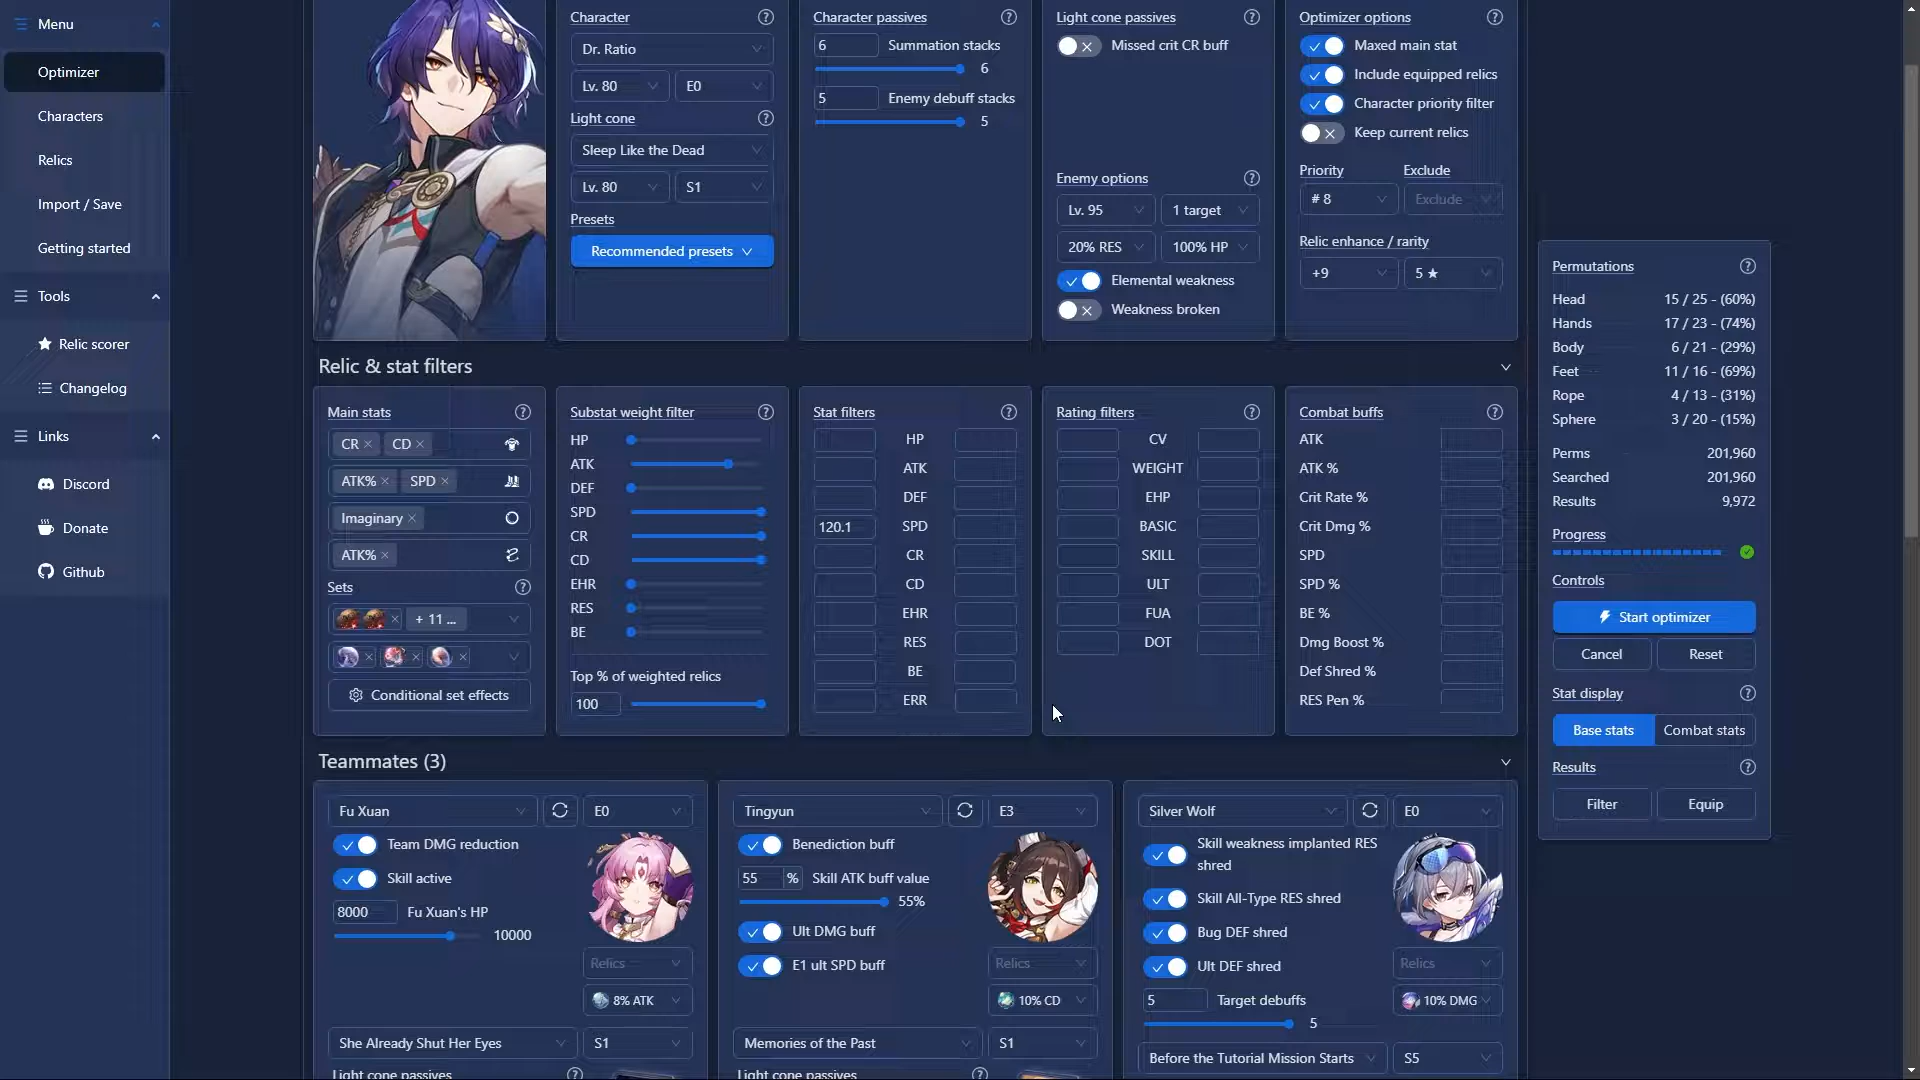 Menu
Optimizer
Characters
Relics
Import / Save
Getting started
Tools
Relic scorer
Changelog
Links
Discord
Donate
Github
Character
Dr. Ratio
Lv. 80
E0
Light cone
Sleep Like the Dead
Lv. 80
S1
Presets
Recommended presets
Character passives
6 Summation stacks
6
5 Enemy debuff stacks
5
Light cone passives
Missed crit CR buff
Enemy options
Lv. 95
1 target
20% RES
100% HP
Elemental weakness
Weakness broken
Optimizer options
Maxed main stat
Include equipped relics
Character priority filter
Keep current relics
Priority Exclude
# 8 Exclude
Relic enhance / rarity
+9 5 ★
Relic & stat filters
Main stats
CR CD
ATK% SPD
Imaginary
ATK%
Sets
+ 11 ...
Conditional set effects
Substat weight filter
HP
ATK
DEF
SPD
CR
CD
EHR
RES
BE
Top % of weighted relics
100
Stat filters
HP
ATK
DEF
120.1 SPD
CR
CD
EHR
RES
BE
ERR
Rating filters
CV
WEIGHT
EHP
BASIC
SKILL
ULT
FUA
DOT
Combat buffs
ATK
ATK %
Crit Rate %
Crit Dmg %
SPD
SPD %
BE %
Dmg Boost %
Def Shred %
RES Pen %
Permutations
Head 15 / 25 - (60%)
Hands 17 / 23 - (74%)
Body 6 / 21 - (29%)
Feet 11 / 16 - (69%)
Rope 4 / 13 - (31%)
Sphere 3 / 20 - (15%)
Perms 201,960
Searched 201,960
Results 9,972
Progress
Controls
Start optimizer
Cancel Reset
Stat display
Base stats Combat stats
Results
Filter Equip
Teammates (3)
Fu Xuan
E0
Team DMG reduction
Skill active
8000 Fu Xuan's HP
10000
Relics
8% ATK
She Already Shut Her Eyes
S1
Light cone passives
Tingyun
E3
Benediction buff
55 % Skill ATK buff value
55%
Ult DMG buff
E1 ult SPD buff
Relics
10% CD
Memories of the Past
S1
Light cone passives
Silver Wolf
E0
Skill weakness implanted RES
shred
Skill All-Type RES shred
Bug DEF shred
Ult DEF shred
5 Target debuffs
5
Relics
10% DMG
Before the Tutorial Mission Starts
S5